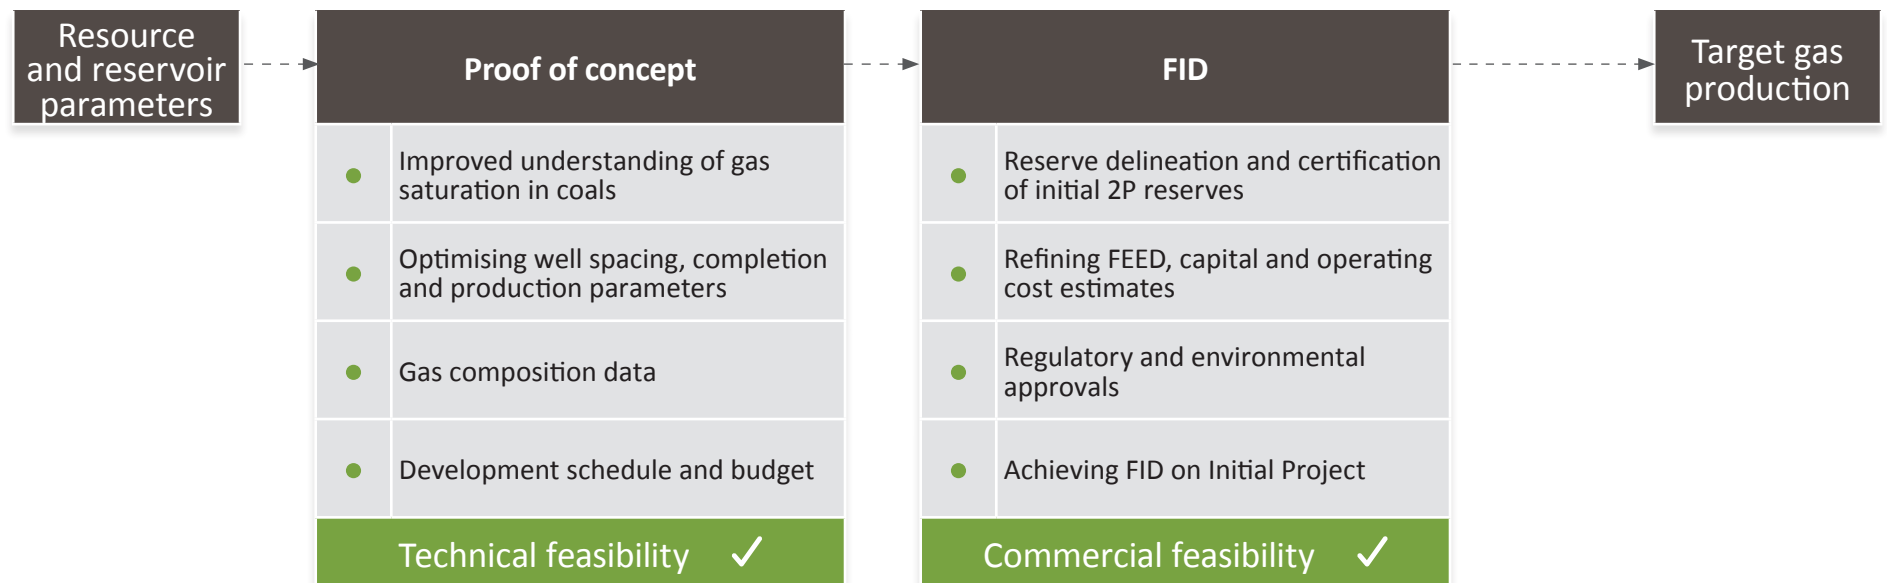 Resource
and reservoir
parameters
Proof of concept
Improved understanding of gas
saturation in coals
Optimising well spacing, completion
and production parameters
Gas composition data
Development schedule and budget
Technical feasibility ✓
FID
Reserve delineation and certification
of initial 2P reserves
Refining FEED, capital and operating
cost estimates
Regulatory and environmental
approvals
Achieving FID on Initial Project
Commercial feasibility ✓
Target gas
production